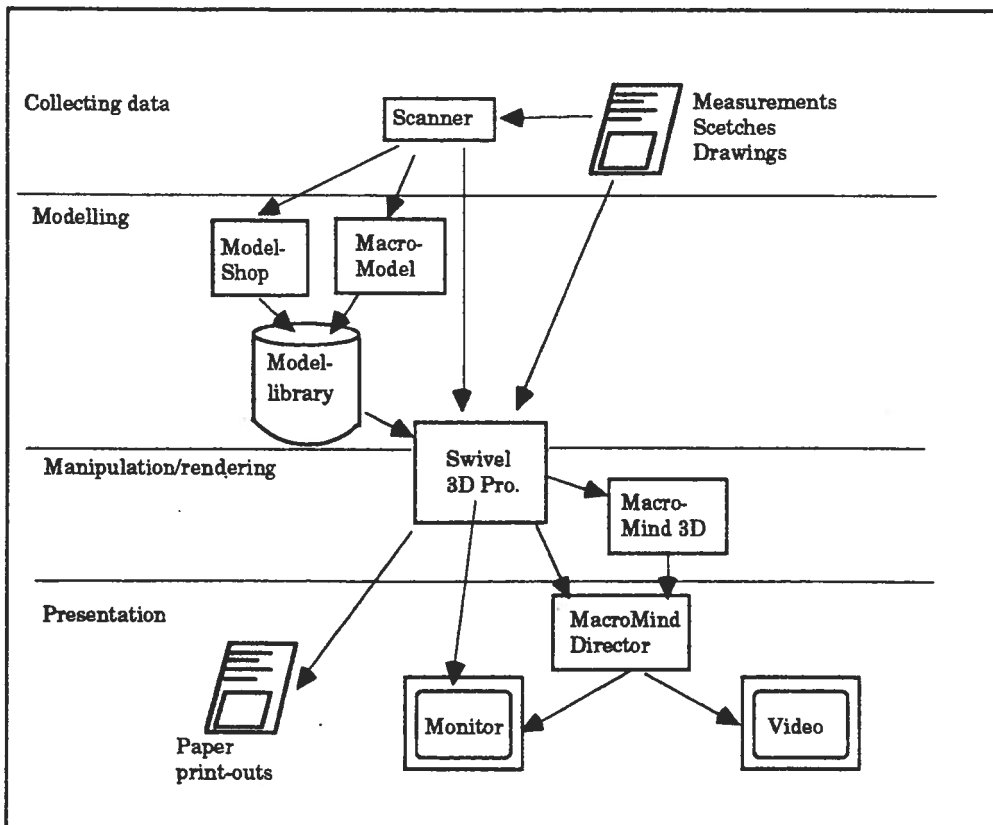 Collecting data
Scanner
Measurements
Scetches
Drawings
Modelling
Model-
Shop
Macro-
Model
Model-
library
Manipulation/rendering
Swivel
3D Pro.
Macro-
Mind 3D
Presentation
MacroMind
Director
Paper
print-outs
Monitor
Video